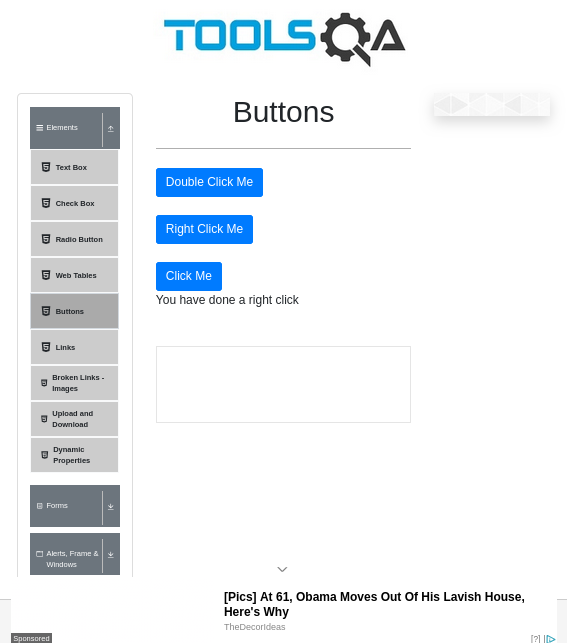 TOOLSQA
Elements
Text Box
Check Box
Radio Button
Web Tables
Buttons
Links
Broken Links -
Images
Upload and
Download
Dynamic
Properties
Forms
Alerts, Frame &
Windows
Buttons
Double Click Me
Right Click Me
Click Me
You have done a right click
[Pics] At 61, Obama Moves Out Of His Lavish House,
Here's Why
TheDecorIdeas
Sponsored
[?]